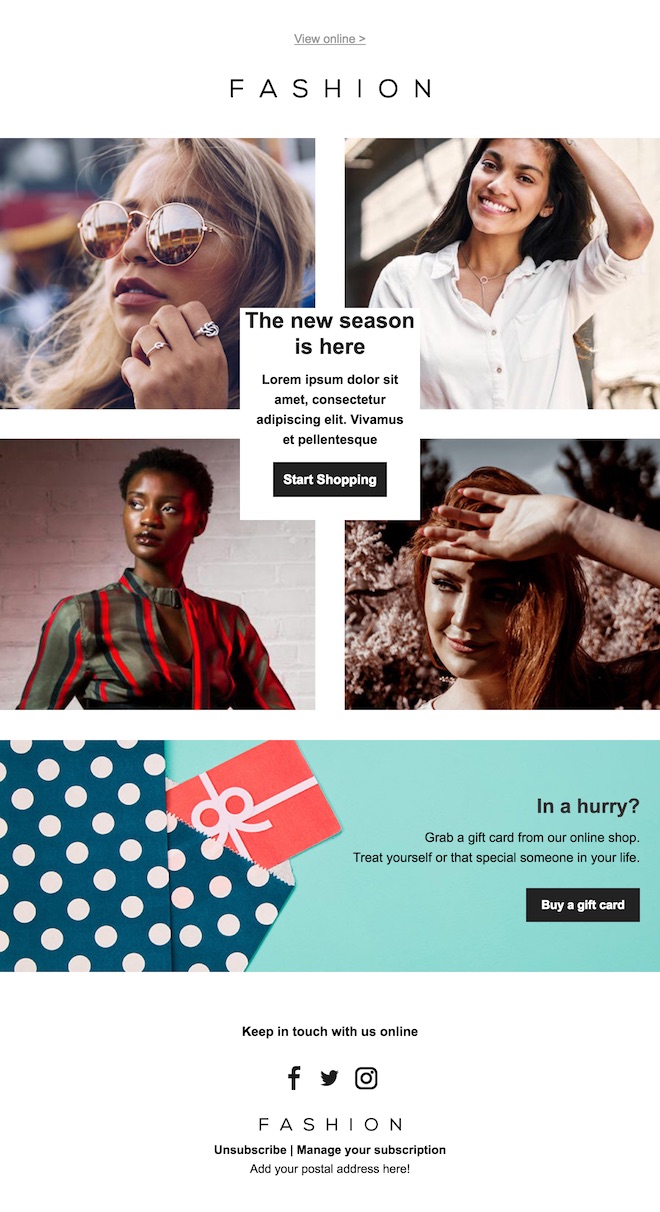 View online >
FASHION
The new season
is here
Lorem ipsum dolor sit
amet, consectetur
adipiscing elit. Vivamus
et pellentesque
Start Shopping
In a hurry?
Grab a gift card from our online shop.
Treat yourself or that special someone in your life.
Buy a gift card
Keep in touch with us online
FASHION
Unsubscribe | Manage your subscription
Add your postal address here!